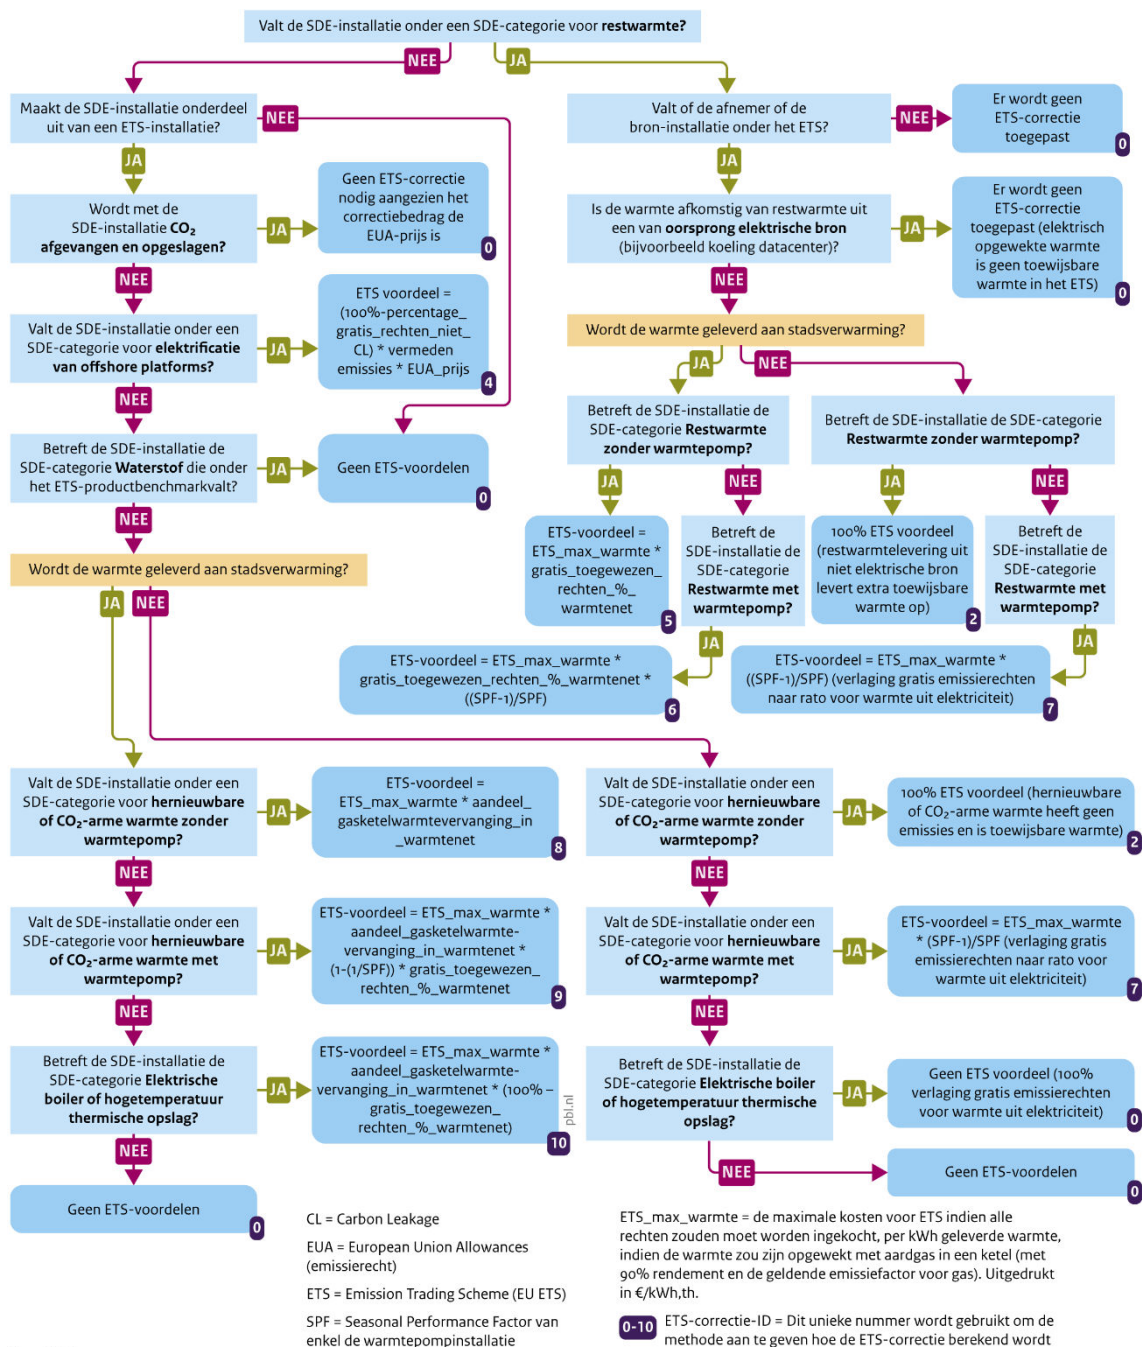 Valt de SDE-installatie onder een SDE-categorie voor restwarmte?
NEE
JA
Maakt de SDE-installatie onderdeel
uit van een ETS-installatie?
NEE
JA
Wordt met de
SDE-installatie CO₂
afgevangen en opgeslagen?
JA
Geen ETS-correctie
nodig aangezien het
correctiebedrag de
EUA-prijs is
0
NEE
Valt de SDE-installatie onder een
SDE-categorie voor elektrificatie
van offshore platforms?
JA
ETS voordeel =
(100%-percentage_
gratis_rechten_niet_
CL) * vermeden
emissies * EUA_prijs
4
NEE
Betreft de SDE-installatie de
SDE-categorie Waterstof die onder
het ETS-productbenchmarkvalt?
JA
Geen ETS-voordelen
0
NEE
Wordt de warmte geleverd aan stadsverwarming?
JA
NEE
Valt of de afnemer of de
bron-installatie onder het ETS?
NEE
Er wordt geen
ETS-correctie
toegepast
0
JA
Is de warmte afkomstig van restwarmte uit
een van oorsprong elektrische bron
(bijvoorbeeld koeling datacenter)?
JA
Er wordt geen
ETS-correctie
toegepast (elektrisch
opgewekte warmte
is geen toewijsbare
warmte in het ETS)
0
NEE
Wordt de warmte geleverd aan stadsverwarming?
JA
NEE
Betreft de SDE-installatie de
SDE-categorie Restwarmte
zonder warmtepomp?
JA
NEE
ETS-voordeel =
ETS_max_warmte *
gratis_toegewezen_
rechten_%_
warmtenet
5
Betreft de
SDE-installatie de
SDE-categorie
Restwarmte met
warmtepomp?
JA
ETS-voordeel = ETS_max_warmte *
gratis_toegewezen_rechten_%_warmtenet *
((SPF-1)/SPF)
6
Betreft de SDE-installatie de SDE-categorie
Restwarmte zonder warmtepomp?
JA
NEE
100% ETS voordeel
(restwarmtelevering uit
niet elektrische bron
levert extra toewijsbare
warmte op)
2
Betreft de
SDE-installatie de
SDE-categorie
Restwarmte met
warmtepomp?
JA
ETS-voordeel = ETS_max_warmte *
((SPF-1)/SPF) (verlaging gratis emissierechten
naar rato voor warmte uit elektriciteit)
7
Valt de SDE-installatie onder een
SDE-categorie voor hernieuwbare
of CO₂-arme warmte zonder
warmtepomp?
JA
ETS-voordeel =
ETS_max_warmte * aandeel_
gasketelwarmtevervanging_in
_warmtenet
8
NEE
Valt de SDE-installatie onder een
SDE-categorie voor hernieuwbare
of CO₂-arme warmte met
warmtepomp?
JA
ETS-voordeel = ETS_max_warmte *
aandeel_gasketelwarmte-
vervanging_in_warmtenet *
(1-(1/SPF)) * gratis_toegewezen_
rechten_%_warmtenet
9
NEE
Betreft de SDE-installatie de
SDE-categorie Elektrische
boiler of hogetemperatuur
thermische opslag?
JA
ETS-voordeel = ETS_max_warmte *
aandeel_gasketelwarmte-
vervanging_in_warmtenet * (100% –
gratis_toegewezen_
rechten_%_warmtenet)
10
NEE
Geen ETS-voordelen
0
Valt de SDE-installatie onder een
SDE-categorie voor hernieuwbare
of CO₂-arme warmte zonder
warmtepomp?
JA
100% ETS voordeel (hernieuwbare
of CO₂-arme warmte heeft geen
emissies en is toewijsbare warmte)
2
NEE
Valt de SDE-installatie onder een
SDE-categorie voor hernieuwbare
of CO₂-arme warmte met
warmtepomp?
JA
ETS-voordeel = ETS_max_warmte
* (SPF-1)/SPF (verlaging gratis
emissierechten naar rato voor
warmte uit elektriciteit)
7
NEE
Betreft de SDE-installatie de
SDE-categorie Elektrische boiler
of hogetemperatuur thermische
opslag?
JA
Geen ETS voordeel (100%
verlaging gratis emissierechten
voor warmte uit elektriciteit)
0
NEE
Geen ETS-voordelen
0
pbl.nl
CL = Carbon Leakage
EUA = European Union Allowances
(emissierecht)
ETS = Emission Trading Scheme (EU ETS)
SPF = Seasonal Performance Factor van
enkel de warmtepompinstallatie
ETS_max_warmte = de maximale kosten voor ETS indien alle
rechten zouden moet worden ingekocht, per kWh geleverde warmte,
indien de warmte zou zijn opgewekt met aardgas in een ketel (met
90% rendement en de geldende emissiefactor voor gas). Uitgedrukt
in €/kWh,th.
0-10 ETS-correctie-ID = Dit unieke nummer wordt gebruikt om de
methode aan te geven hoe de ETS-correctie berekend wordt